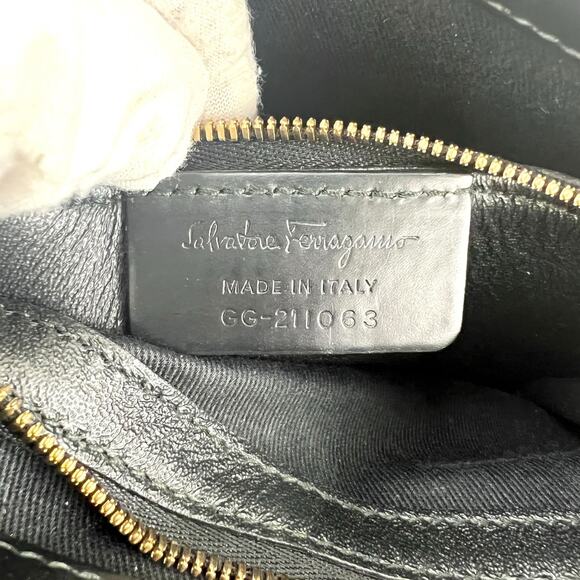 Salvatore Ferragamo
MADE IN ITALY
GG-211063